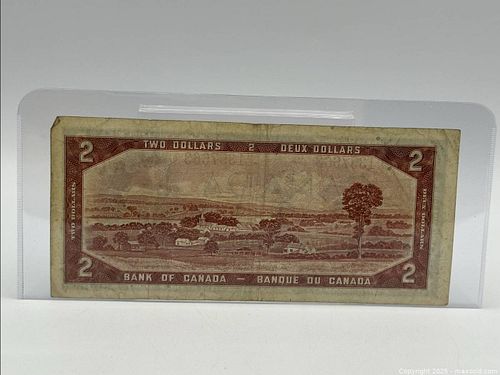 TWO DOLLARS 2 DEUX DOLLARS
2 2
TWO DOLLARS
DEUX DOLLARS
2 2
BANK OF CANADA — BANQUE DU CANADA
Copyright 2025 - maxsold.com